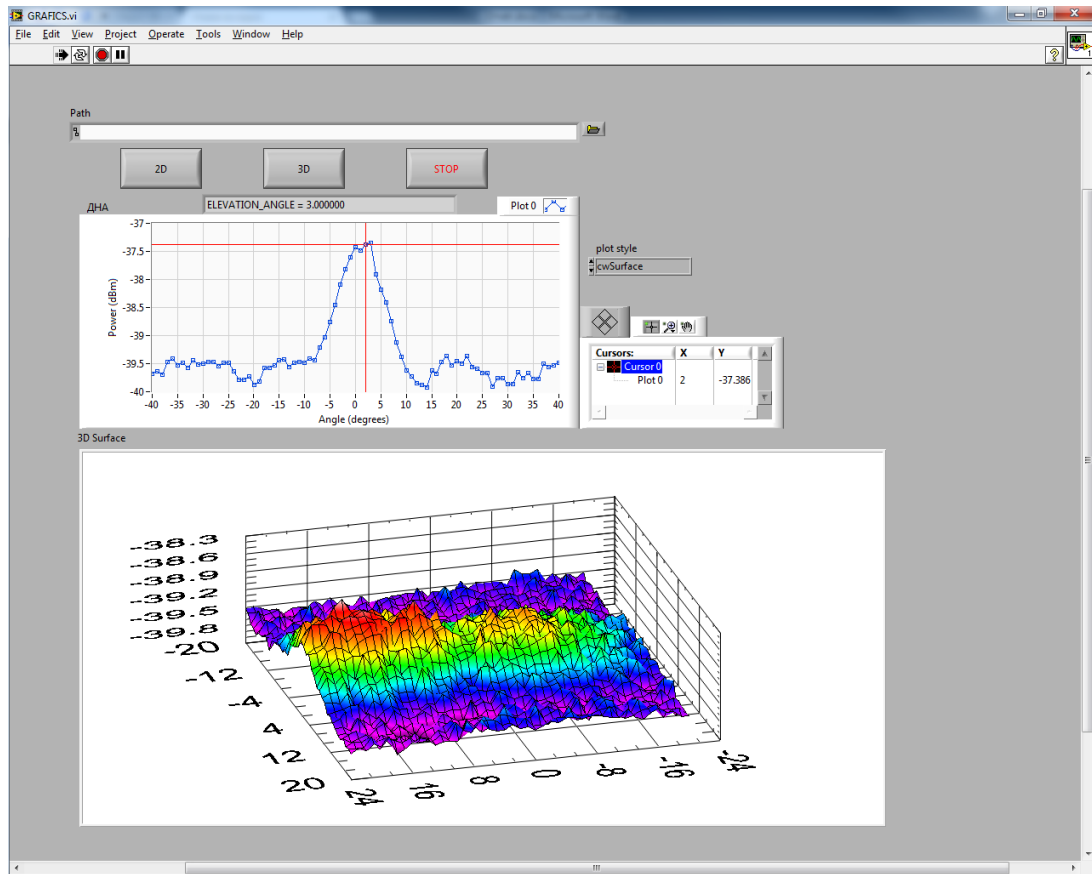 GRAFICS.vi
File Edit View Project Operate Tools Window Help
1
Path
2D 3D STOP
ДНА
ELEVATION_ANGLE = 3.000000
Plot 0
-37
-37.5
-38
-38.5
-39
-39.5
-40
Power (dBm)
-40 -35 -30 -25 -20 -15 -10 -5 0 5 10 15 20 25 30 35 40
Angle (degrees)
plot style
cwSurface
Cursors: X Y
Cursor 0
Plot 0 2 -37.386
3D Surface
-38.3
-38.6
-38.9
-39.2
-39.5
-39.8
-20
-12
-4
4
12
20
24 16 8 0 -8 -16 -24